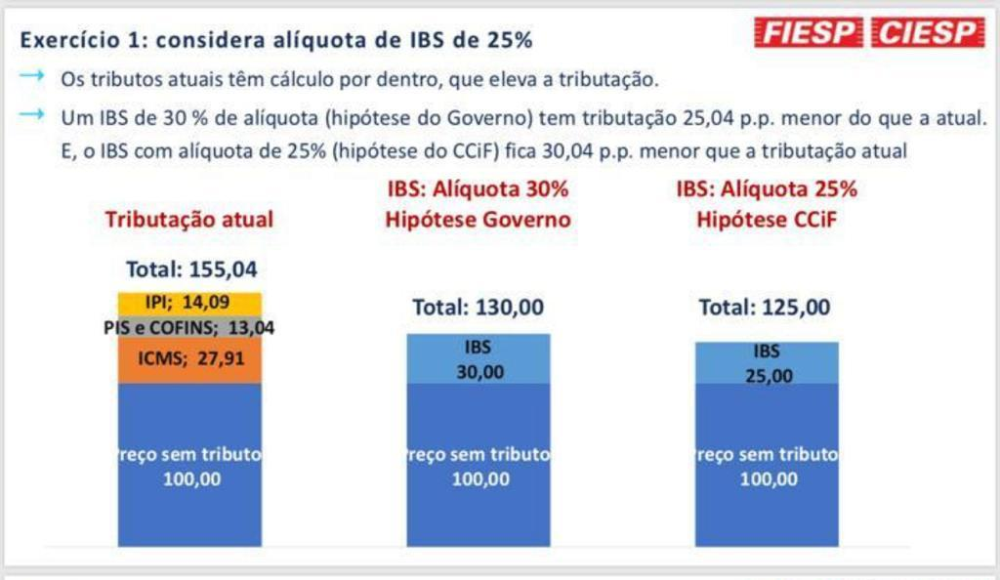 FIESP CIESP
Exercício 1: considera alíquota de IBS de 25%
Os tributos atuais têm cálculo por dentro, que eleva a tributação.
Um IBS de 30 % de alíquota (hipótese do Governo) tem tributação 25,04 p.p. menor do que a atual.
E, o IBS com alíquota de 25% (hipótese do CCiF) fica 30,04 p.p. menor que a tributação atual
Tributação atual
Total: 155,04
IPI; 14,09
PIS e COFINS; 13,04
ICMS; 27,91
reço sem tributo
100,00
IBS: Alíquota 30%
Hipótese Governo
Total: 130,00
IBS
30,00
reço sem tributo
100,00
IBS: Alíquota 25%
Hipótese CCiF
Total: 125,00
IBS
25,00
reço sem tributo
100,00